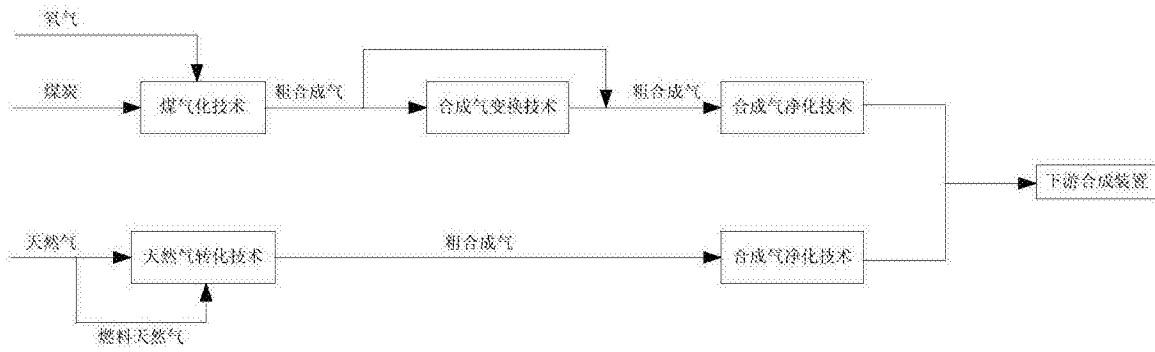 氧气
煤炭
煤气化技术
粗合成气
合成气变换技术
粗合成气
合成气净化技术
下游合成装置
天然气
天然气转化技术
粗合成气
合成气净化技术
燃料天然气